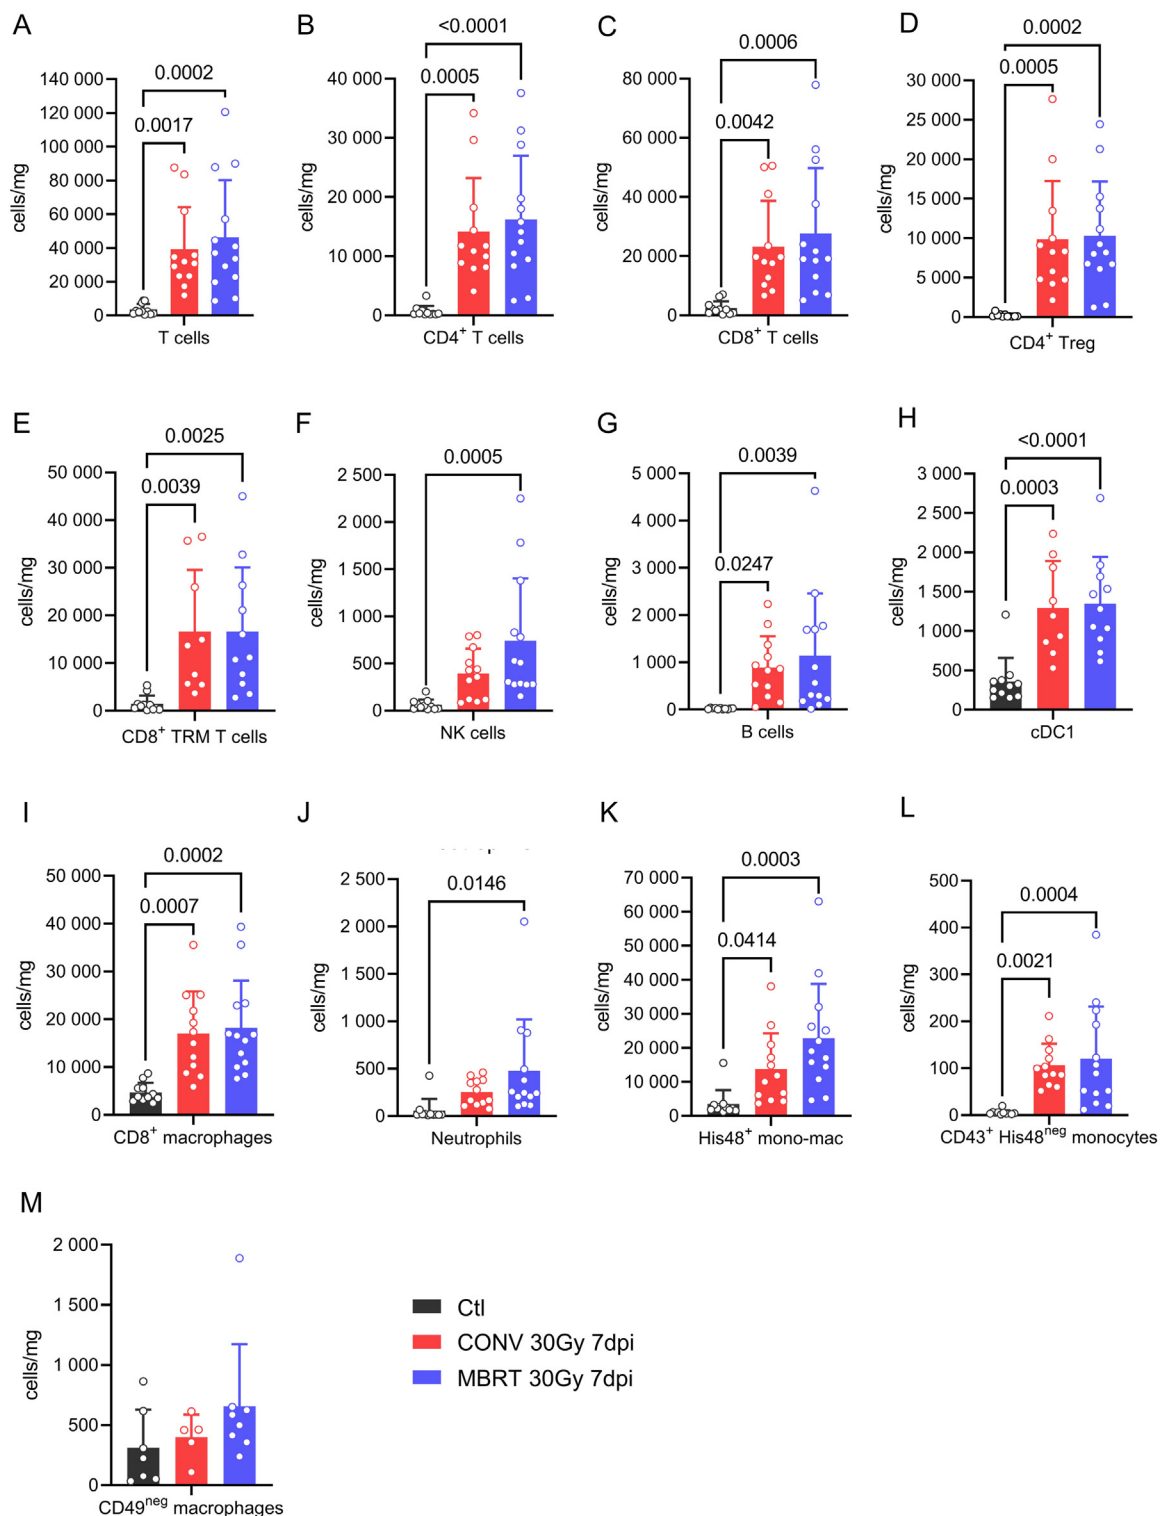 A
B
C
D
0.0002
0.0017
140 000
120 000
100 000
80 000
60 000
40 000
20 000
0
cells/mg
T cells
<0.0001
0.0005
40 000
30 000
20 000
10 000
0
cells/mg
CD4+ T cells
0.0006
0.0042
80 000
60 000
40 000
20 000
0
cells/mg
CD8+ T cells
0.0002
0.0005
30 000
25 000
20 000
15 000
10 000
5 000
0
cells/mg
CD4+ Treg
E
F
G
H
0.0025
0.0039
50 000
40 000
30 000
20 000
10 000
0
cells/mg
CD8+ TRM T cells
0.0005
2 500
2 000
1 500
1 000
500
0
cells/mg
NK cells
0.0039
0.0247
5 000
4 000
3 000
2 000
1 000
0
cells/mg
B cells
<0.0001
0.0003
3 000
2 500
2 000
1 500
1 000
500
0
cells/mg
cDC1
I
J
K
L
0.0002
0.0007
50 000
40 000
30 000
20 000
10 000
0
cells/mg
CD8+ macrophages
0.0146
2 500
2 000
1 500
1 000
500
0
cells/mg
Neutrophils
0.0003
0.0414
70 000
60 000
50 000
40 000
30 000
20 000
10 000
0
cells/mg
His48+ mono-mac
0.0004
0.0021
500
400
300
200
100
0
cells/mg
CD43+ His48neg monocytes
M
2 000
1 500
1 000
500
0
cells/mg
CD49neg macrophages
Ctl
CONV 30Gy 7dpi
MBRT 30Gy 7dpi